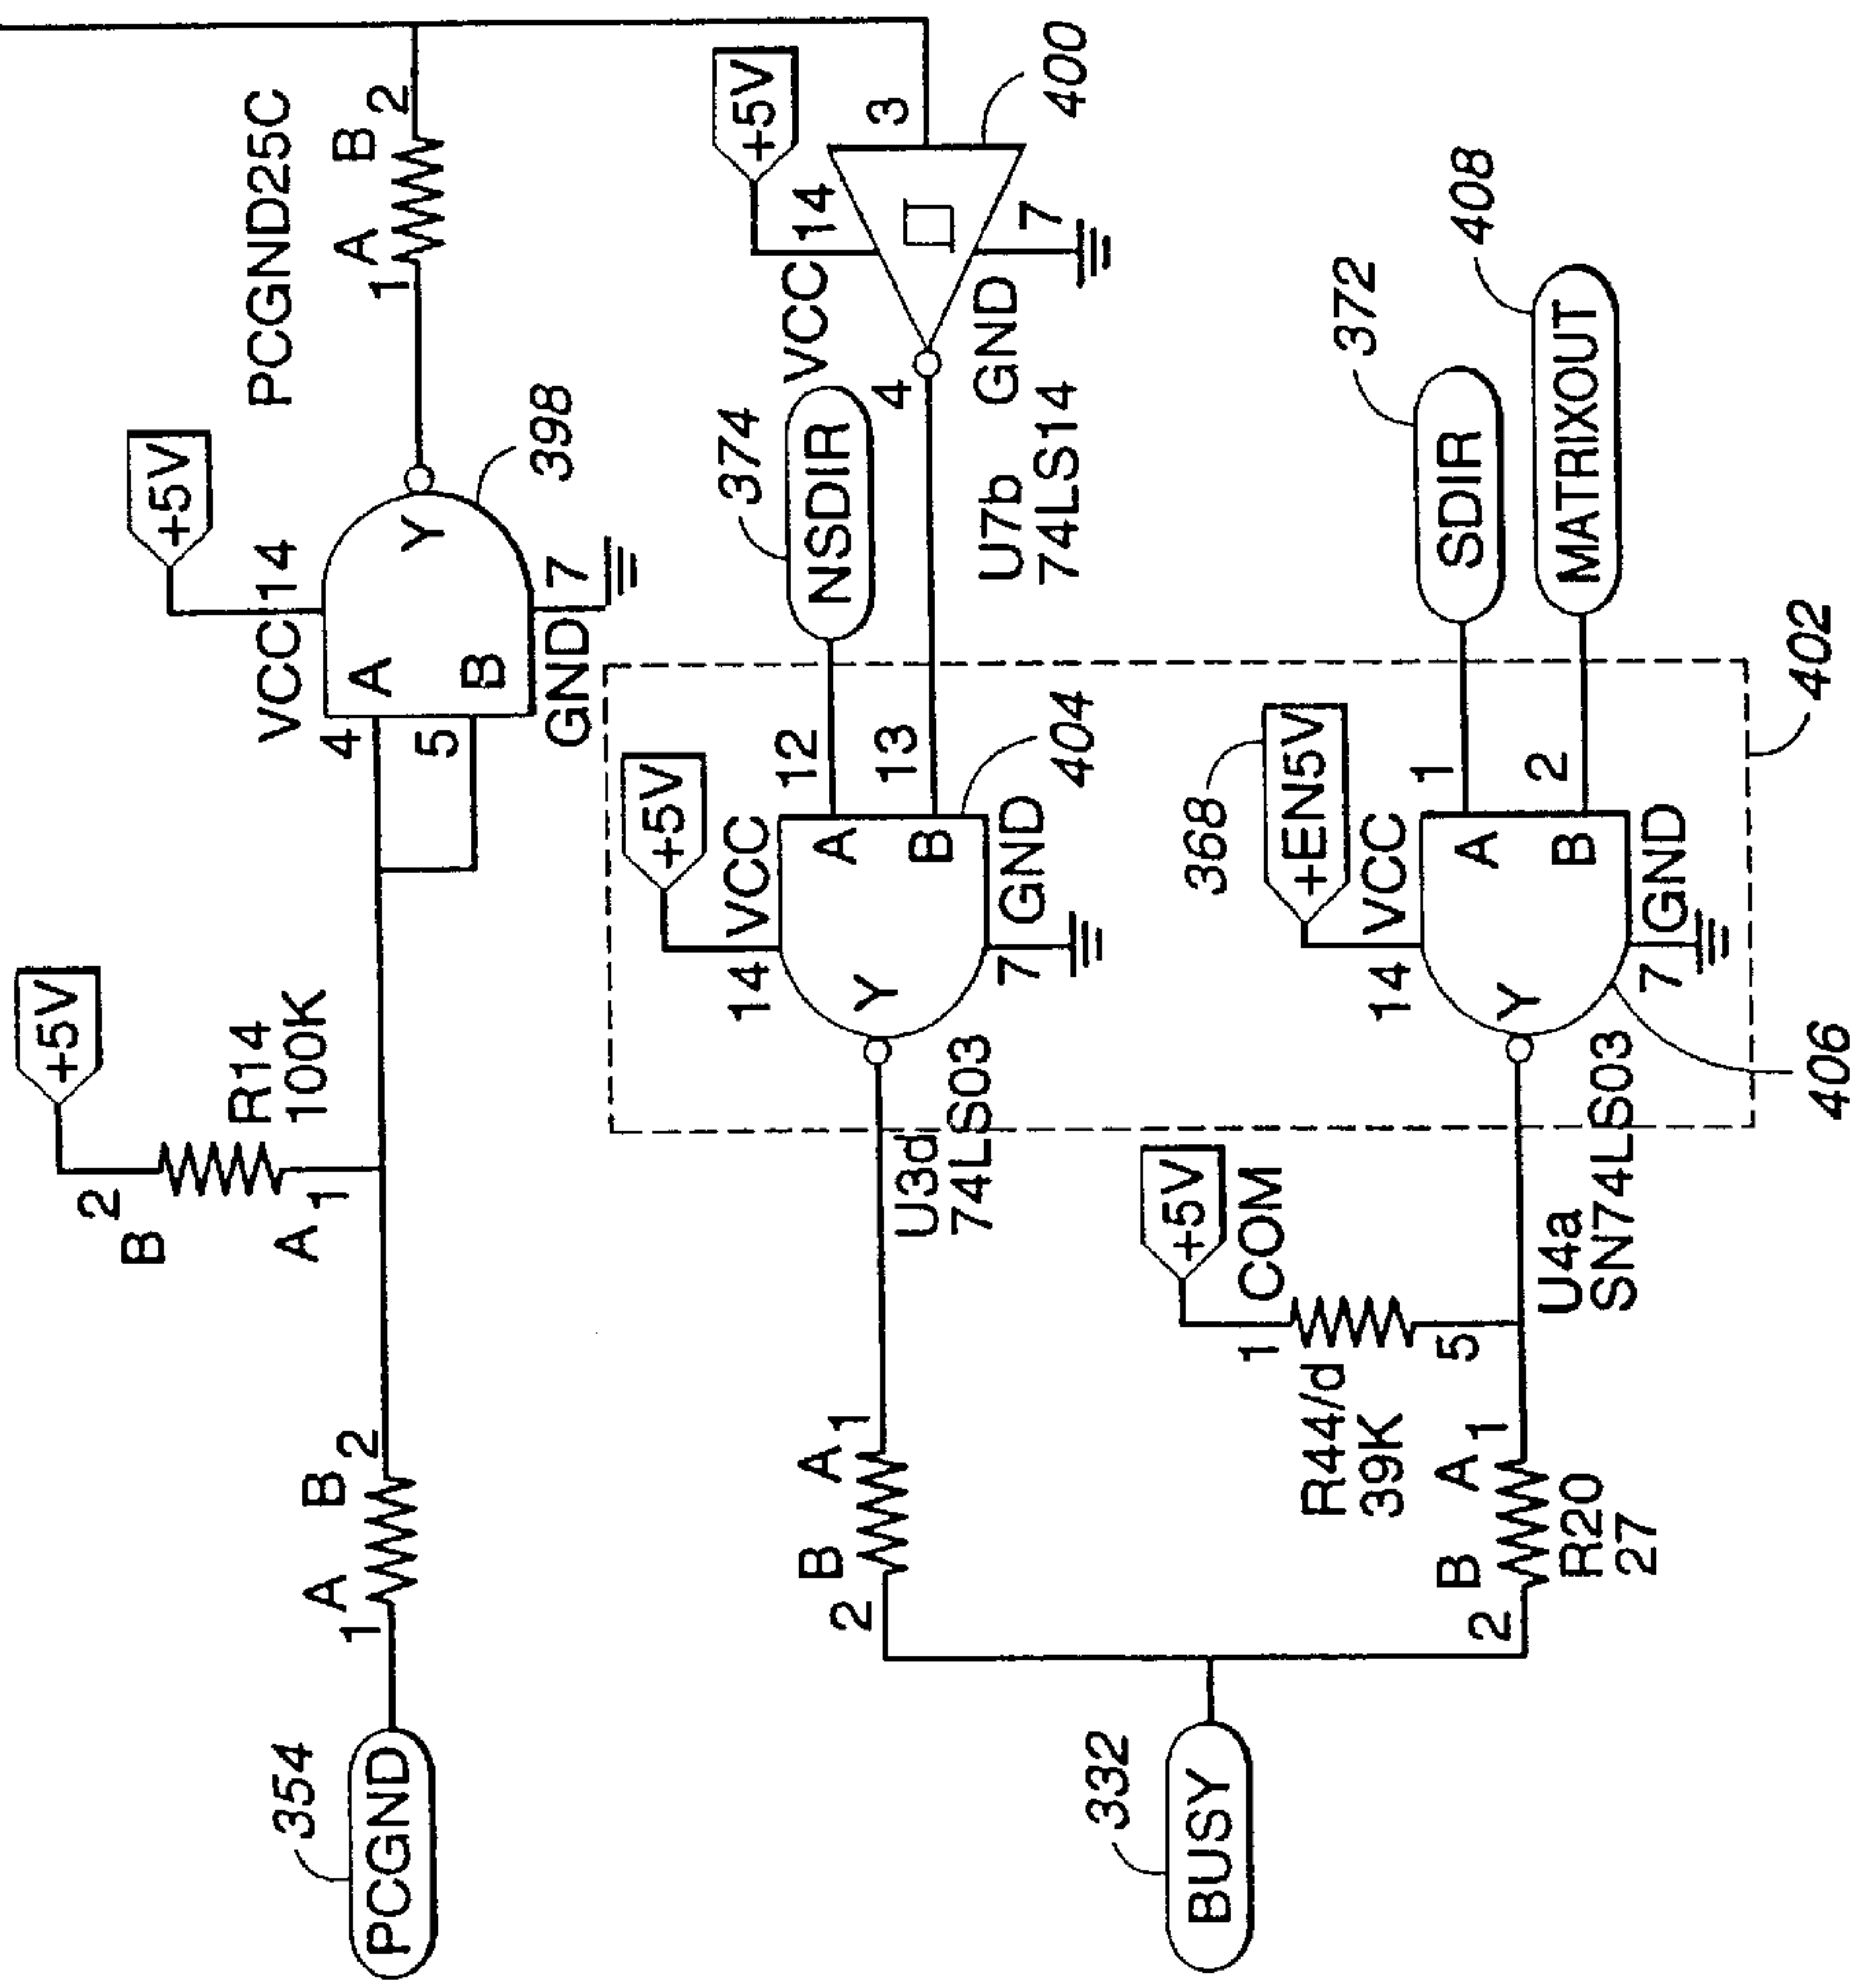 354
PCGND
1
A
B
2
+5V
2
B
R14
100K
A
1
+5V
VCC
14
4
A
Y
5
B
GND
7
398
PCGND25C
1
A
B
2
+5V
VCC
14
3
400
4
GND
7
U7b
74LS14
374
NSDIR
+5V
VCC
14
12
A
Y
13
B
GND
7
404
U3d
74LS03
2
B
A
1
332
BUSY
+5V
COM
1
R44/d
39K
5
2
B
A
1
R20
27
368
+EN5V
VCC
14
1
A
Y
2
B
GND
7
U4a
SN74LS03
406
402
372
SDIR
408
MATRIXOUT